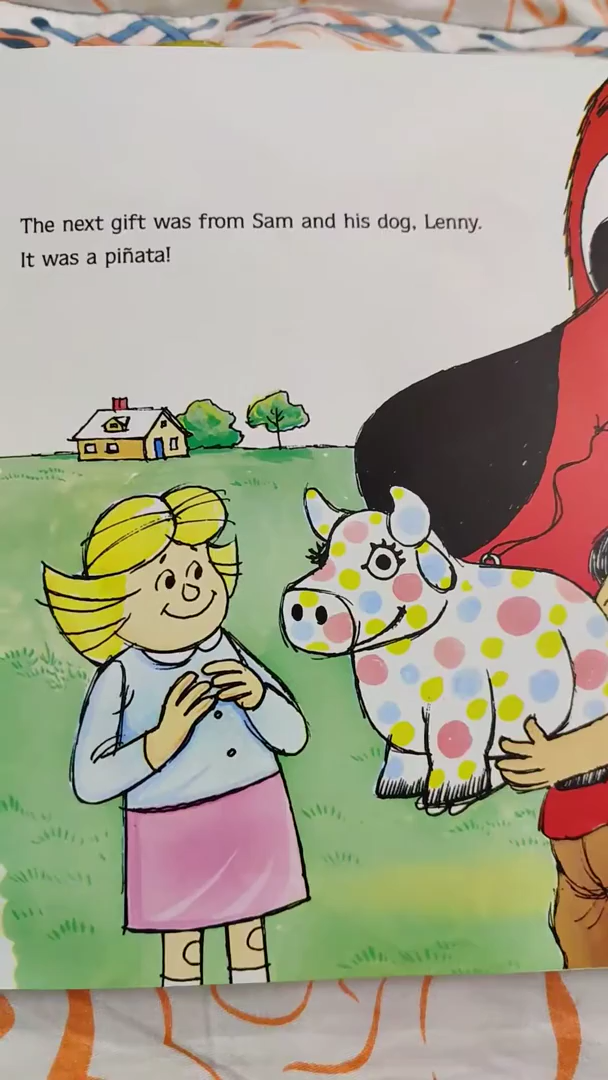 The next gift was from Sam and his dog, Lenny.
It was a piñata!